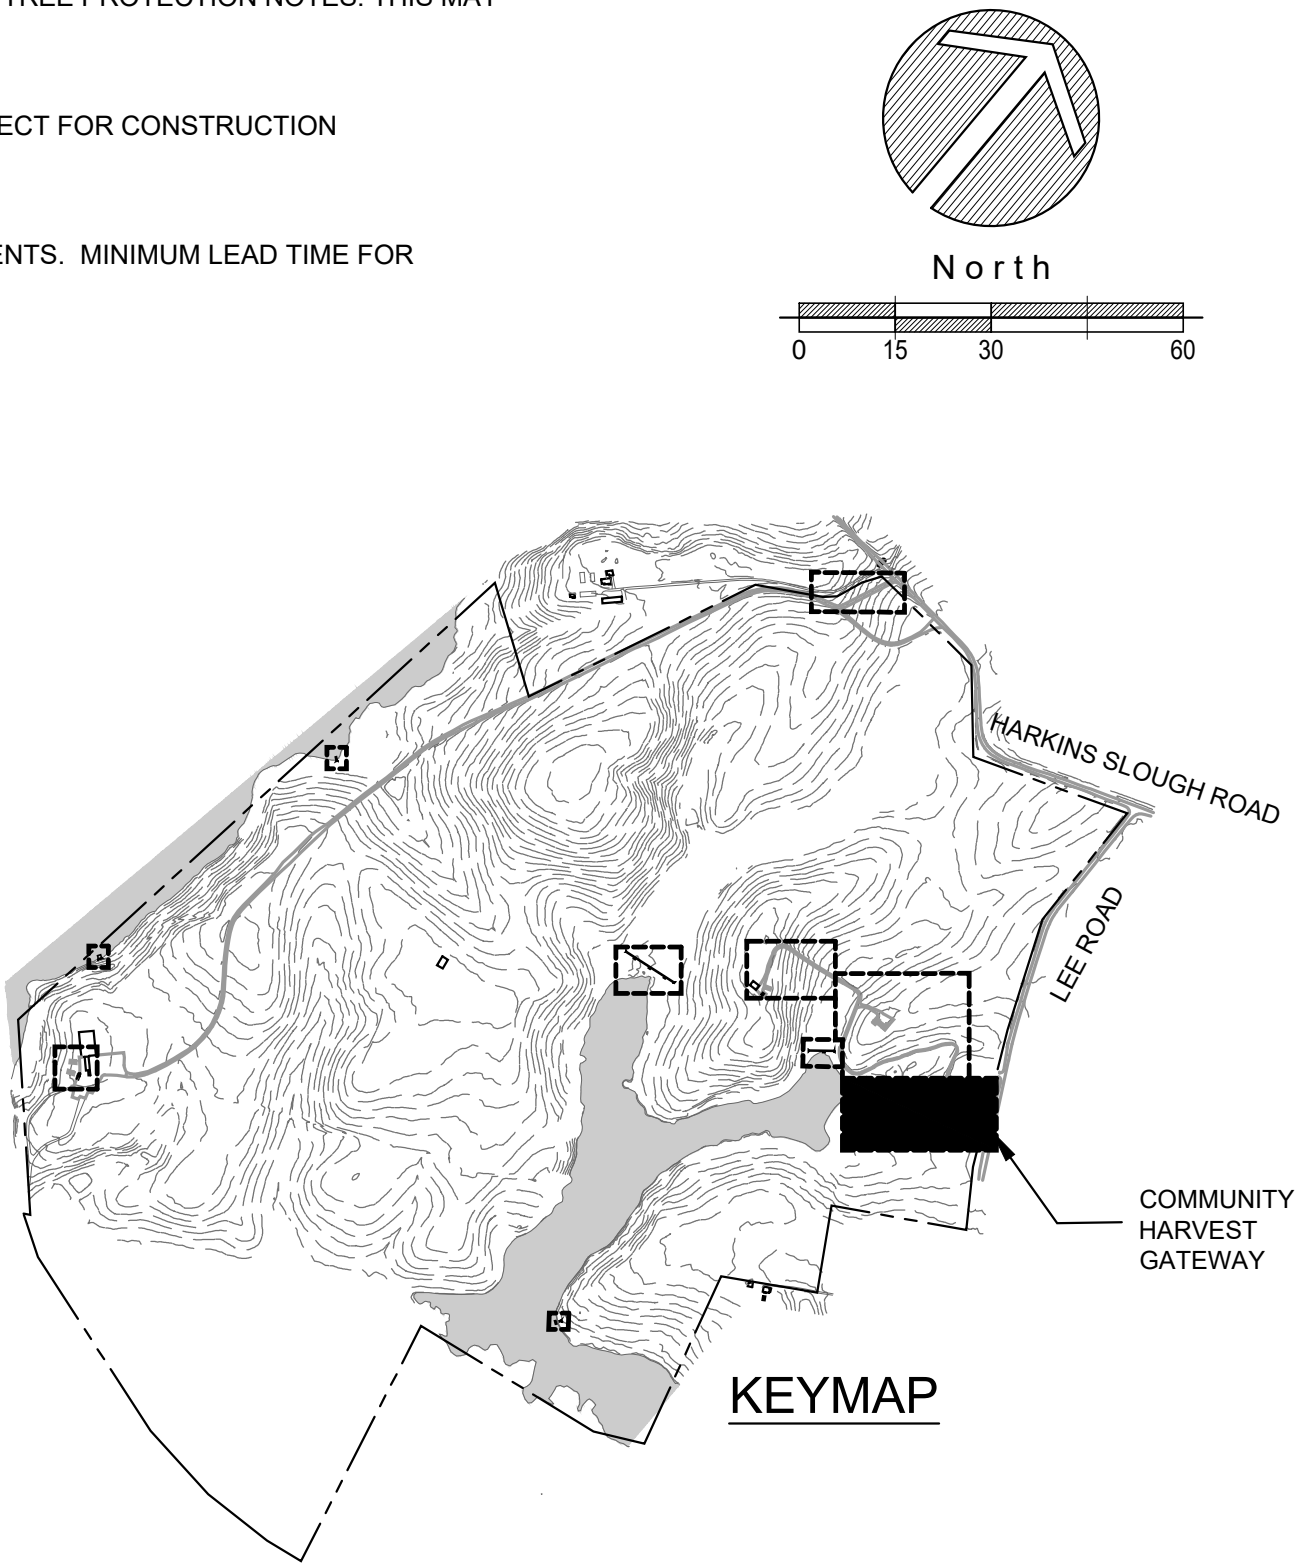 TREE PROTECTION NOTES. THIS MAY
ECT FOR CONSTRUCTION
ENTS.  MINIMUM LEAD TIME FOR
North
0 15 30 60
HARKINS SLOUGH ROAD
LEE ROAD
COMMUNITY
HARVEST
GATEWAY
KEYMAP